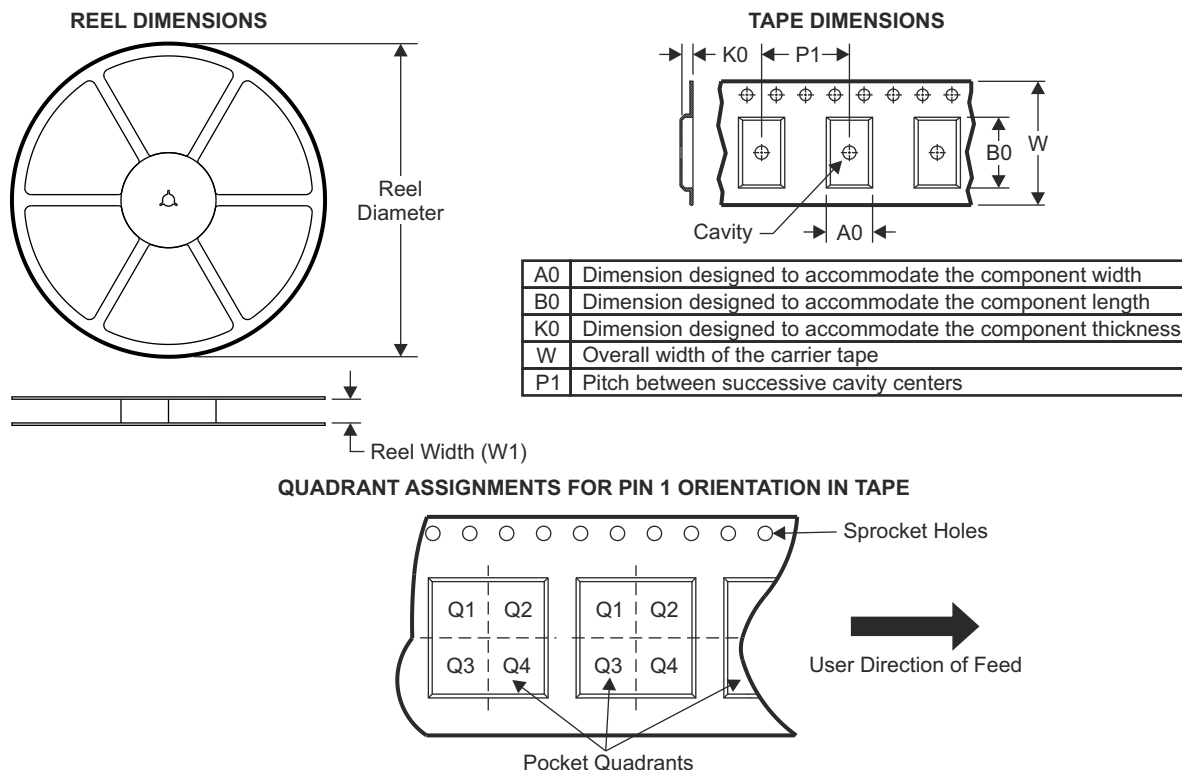 REEL DIMENSIONS
Reel
Diameter
Reel Width (W1)
TAPE DIMENSIONS
K0
P1
B0
W
Cavity
A0
A0 Dimension designed to accommodate the component width
B0 Dimension designed to accommodate the component length
K0 Dimension designed to accommodate the component thickness
W Overall width of the carrier tape
P1 Pitch between successive cavity centers
QUADRANT ASSIGNMENTS FOR PIN 1 ORIENTATION IN TAPE
Sprocket Holes
Q1 Q2 Q1 Q2
Q3 Q4 Q3 Q4
User Direction of Feed
Pocket Quadrants